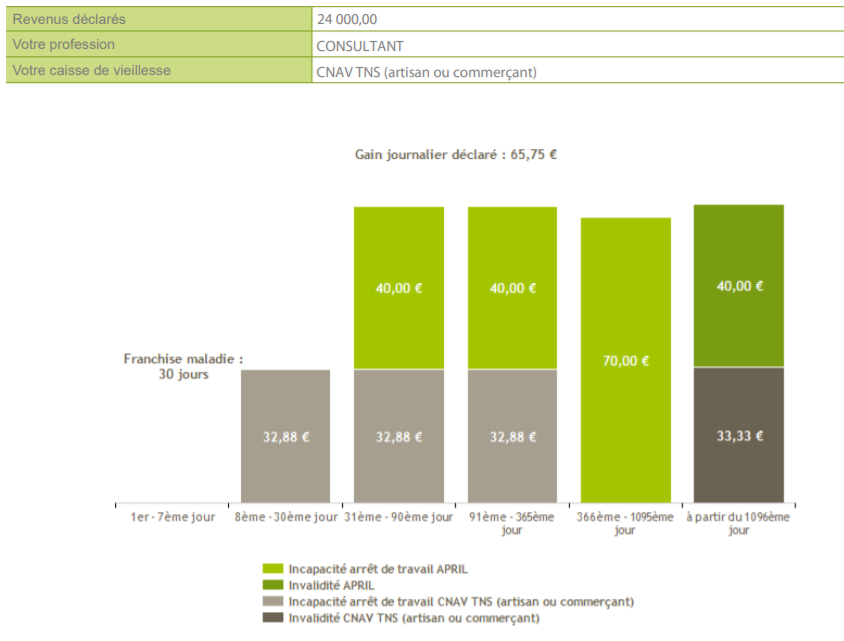 Revenus déclarés 24 000,00
Votre profession CONSULTANT
Votre caisse de vieillesse CNAV TNS (artisan ou commerçant)
Gain journalier déclaré : 65,75 €
40,00 € 40,00 € 40,00 €
Franchise maladie :
30 jours
70,00 €
32,88 € 32,88 € 32,88 € 33,33 €
1er - 7ème jour 8ème - 30ème jour 31ème - 90ème jour 91ème - 365ème jour 366ème - 1095ème jour à partir du 1096ème jour
Incapacité arrêt de travail APRIL
Invalidité APRIL
Incapacité arrêt de travail CNAV TNS (artisan ou commerçant)
Invalidité CNAV TNS (artisan ou commerçant)